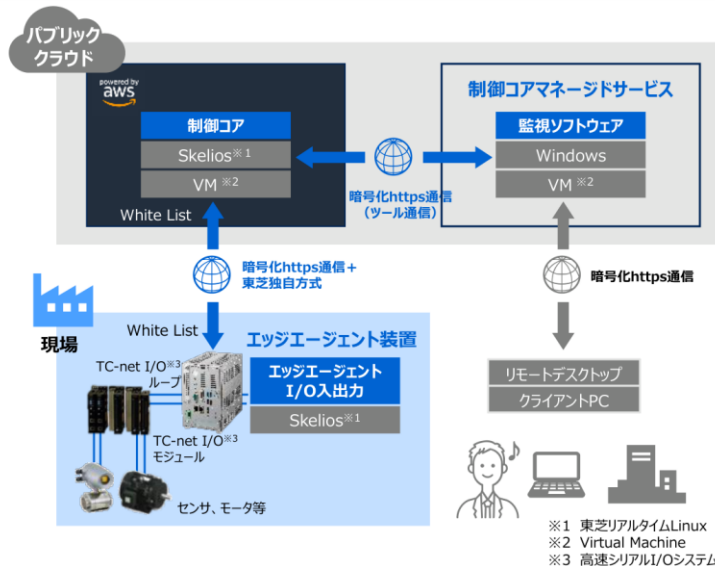 パブリック
クラウド
powered by
aws
制御コア
Skelios※1
VM ※2
White List
制御コアマネージドサービス
監視ソフトウェア
Windows
VM ※2
暗号化https通信
(ツール通信)
暗号化https通信+
東芝独自方式
暗号化https通信
現場
White List
エッジエージェント装置
TC-net I/O※3
ループ
エッジエージェント
I/O入出力
Skelios※1
TC-net I/O※3
モジュール
センサ、モータ等
リモートデスクトップ
クライアントPC
※1 東芝リアルタイムLinux
※2 Virtual Machine
※3 高速シリアルI/Oシステム